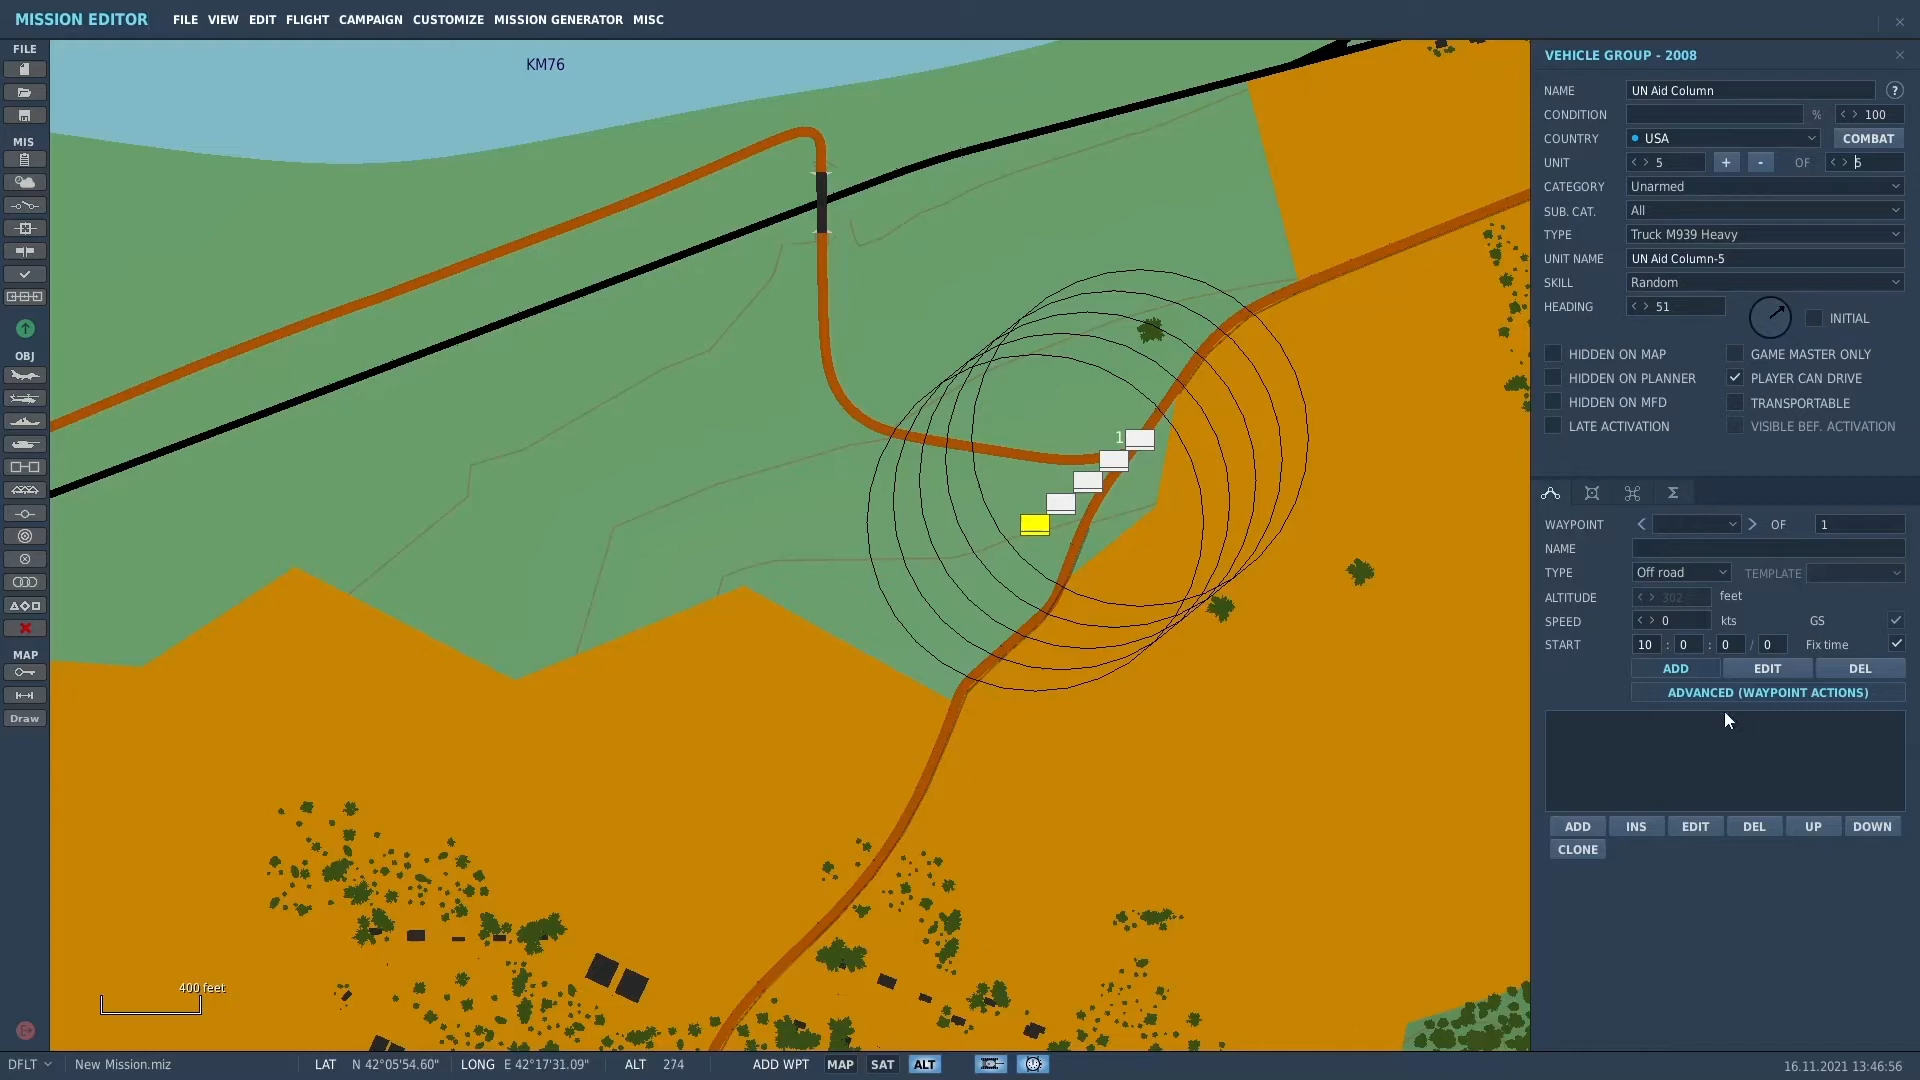 MISSION EDITOR FILE VIEW EDIT FLIGHT CAMPAIGN CUSTOMIZE MISSION GENERATOR MISC
FILE
MIS
OBJ
MAP
Draw
KM76
1
400 feet
VEHICLE GROUP - 2008
NAME UN Aid Column ?
CONDITION % < > 100
COUNTRY USA COMBAT
UNIT < > 5 + - OF < > 5
CATEGORY Unarmed
SUB. CAT. All
TYPE Truck M939 Heavy
UNIT NAME UN Aid Column-5
SKILL Random
HEADING < > 51 INITIAL
HIDDEN ON MAP GAME MASTER ONLY
HIDDEN ON PLANNER PLAYER CAN DRIVE
HIDDEN ON MFD TRANSPORTABLE
LATE ACTIVATION VISIBLE BEF. ACTIVATION
WAYPOINT < > OF 1
NAME
TYPE Off road TEMPLATE
ALTITUDE < > 302 feet
SPEED < > 0 kts GS
START 10 : 0 : 0 / 0 Fix time
ADD EDIT DEL
ADVANCED (WAYPOINT ACTIONS)
ADD INS EDIT DEL UP DOWN
CLONE
DFLT New Mission.miz LAT N 42°05'54.60" LONG E 42°17'31.09" ALT 274 ADD WPT MAP SAT ALT 16.11.2021 13:46:56